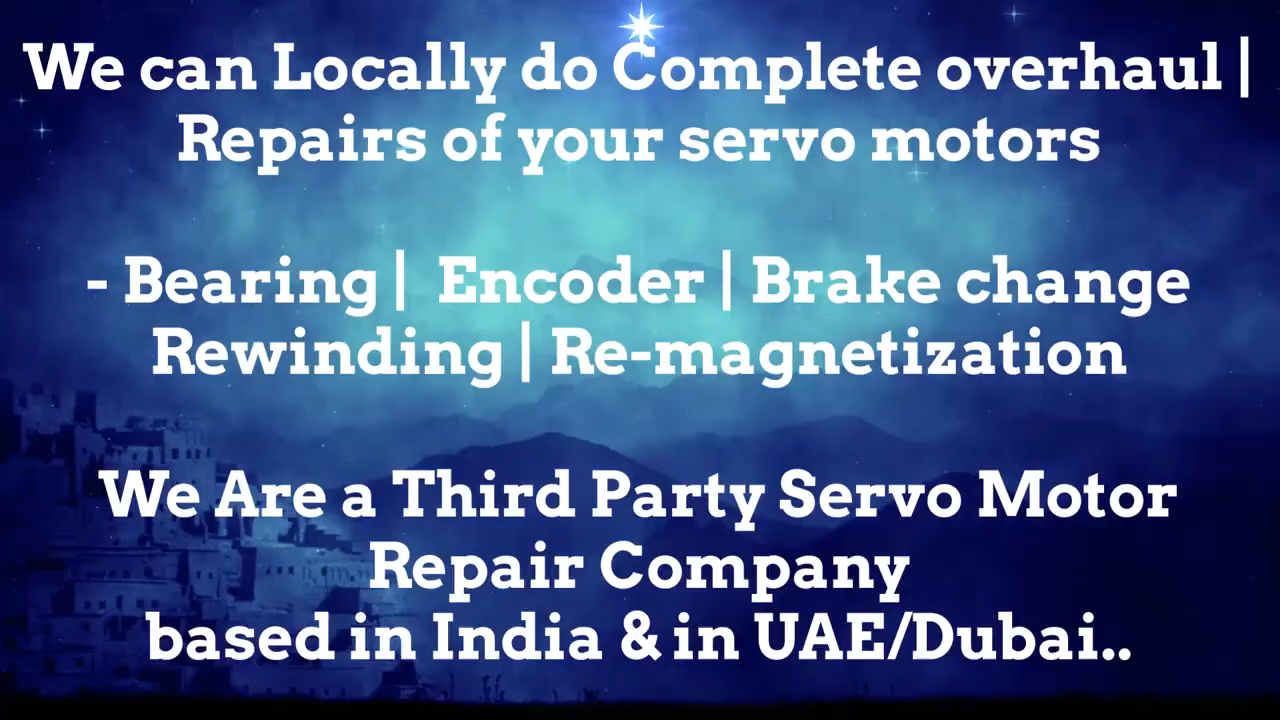 We can Locally do Complete overhaul |
Repairs of your servo motors
- Bearing | Encoder | Brake change
Rewinding | Re-magnetization
We Are a Third Party Servo Motor
Repair Company
based in India & in UAE/Dubai..